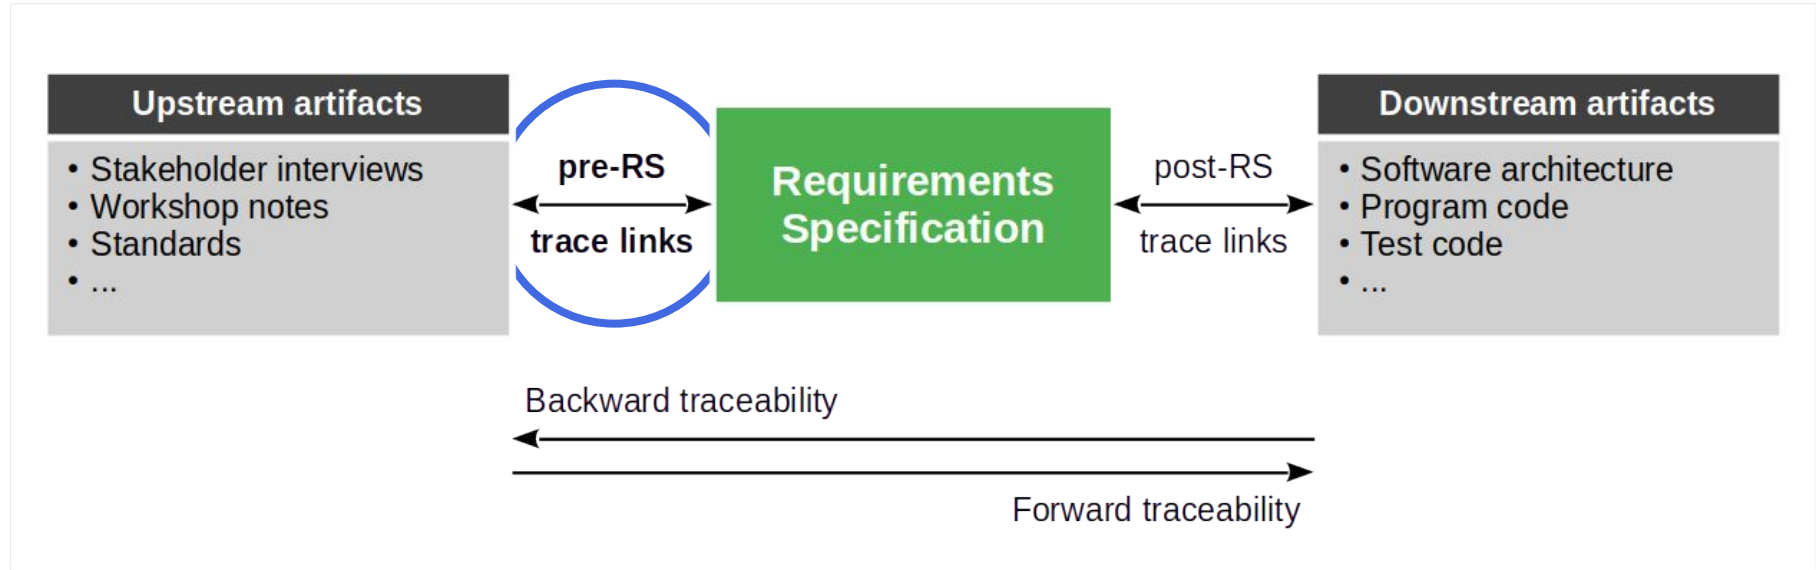 Upstream artifacts
• Stakeholder interviews
• Workshop notes
• Standards
• ...
pre-RS
trace links
Requirements
Specification
post-RS
trace links
Downstream artifacts
• Software architecture
• Program code
• Test code
• ...
Backward traceability
Forward traceability